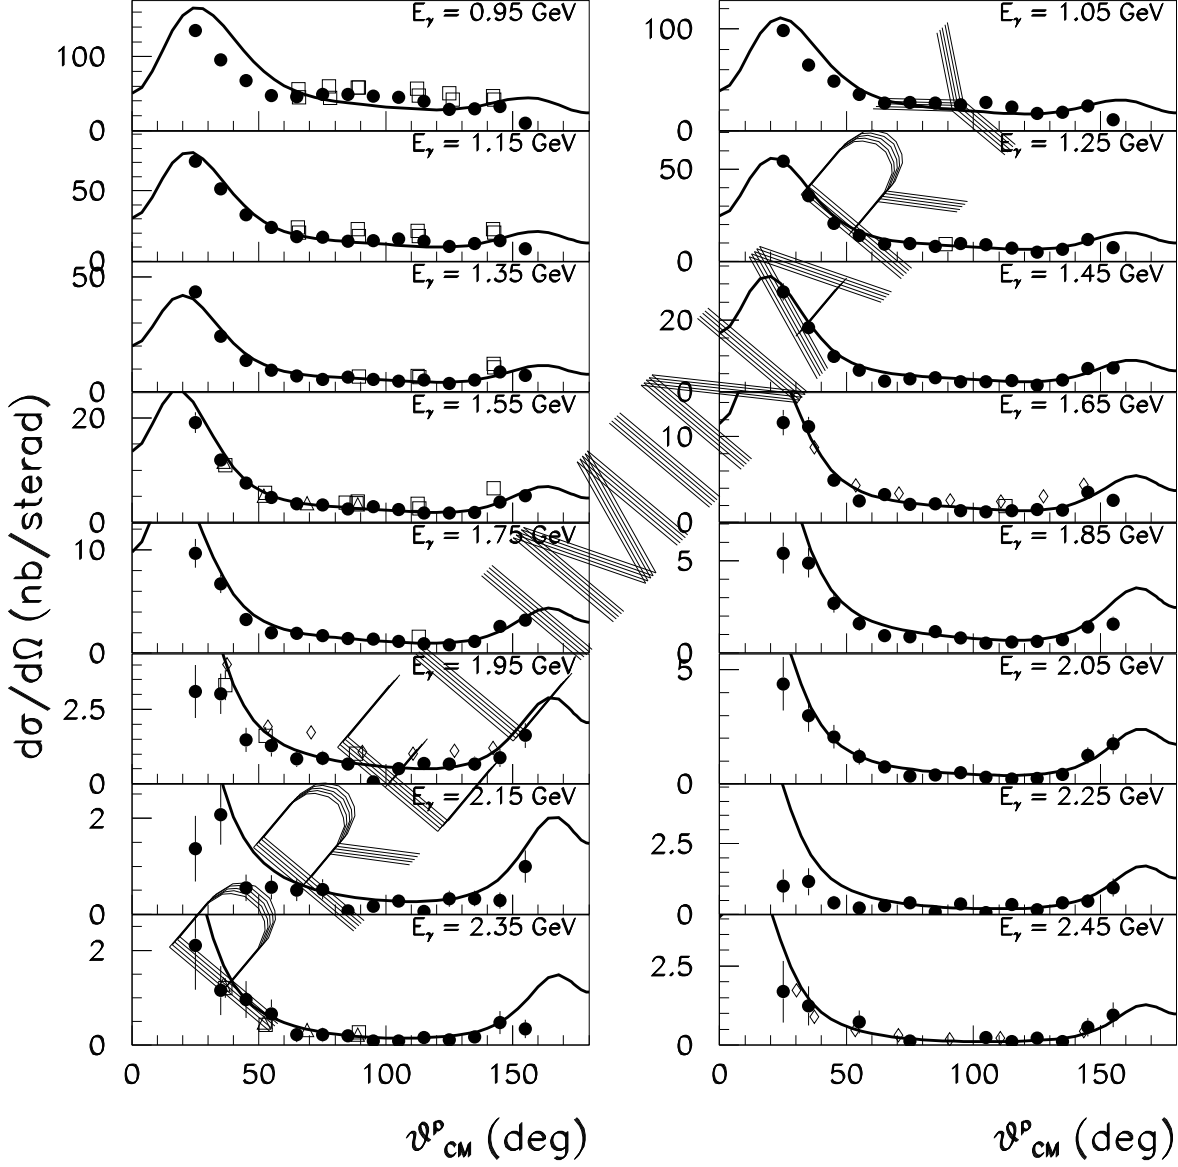 E_γ = 0.95 GeV
E_γ = 1.05 GeV
100
0
100
0
E_γ = 1.15 GeV
E_γ = 1.25 GeV
50
0
50
0
E_γ = 1.35 GeV
E_γ = 1.45 GeV
50
0
20
0
E_γ = 1.55 GeV
E_γ = 1.65 GeV
20
0
10
0
E_γ = 1.75 GeV
E_γ = 1.85 GeV
10
0
5
0
E_γ = 1.95 GeV
E_γ = 2.05 GeV
2.5
0
5
0
E_γ = 2.15 GeV
E_γ = 2.25 GeV
2
0
2.5
0
E_γ = 2.35 GeV
E_γ = 2.45 GeV
2
0
2.5
0
0 50 100 150
0 50 100 150
ϑ^p_CM (deg)
ϑ^p_CM (deg)
dσ/dΩ (nb/sterad)
PRELIMINARY